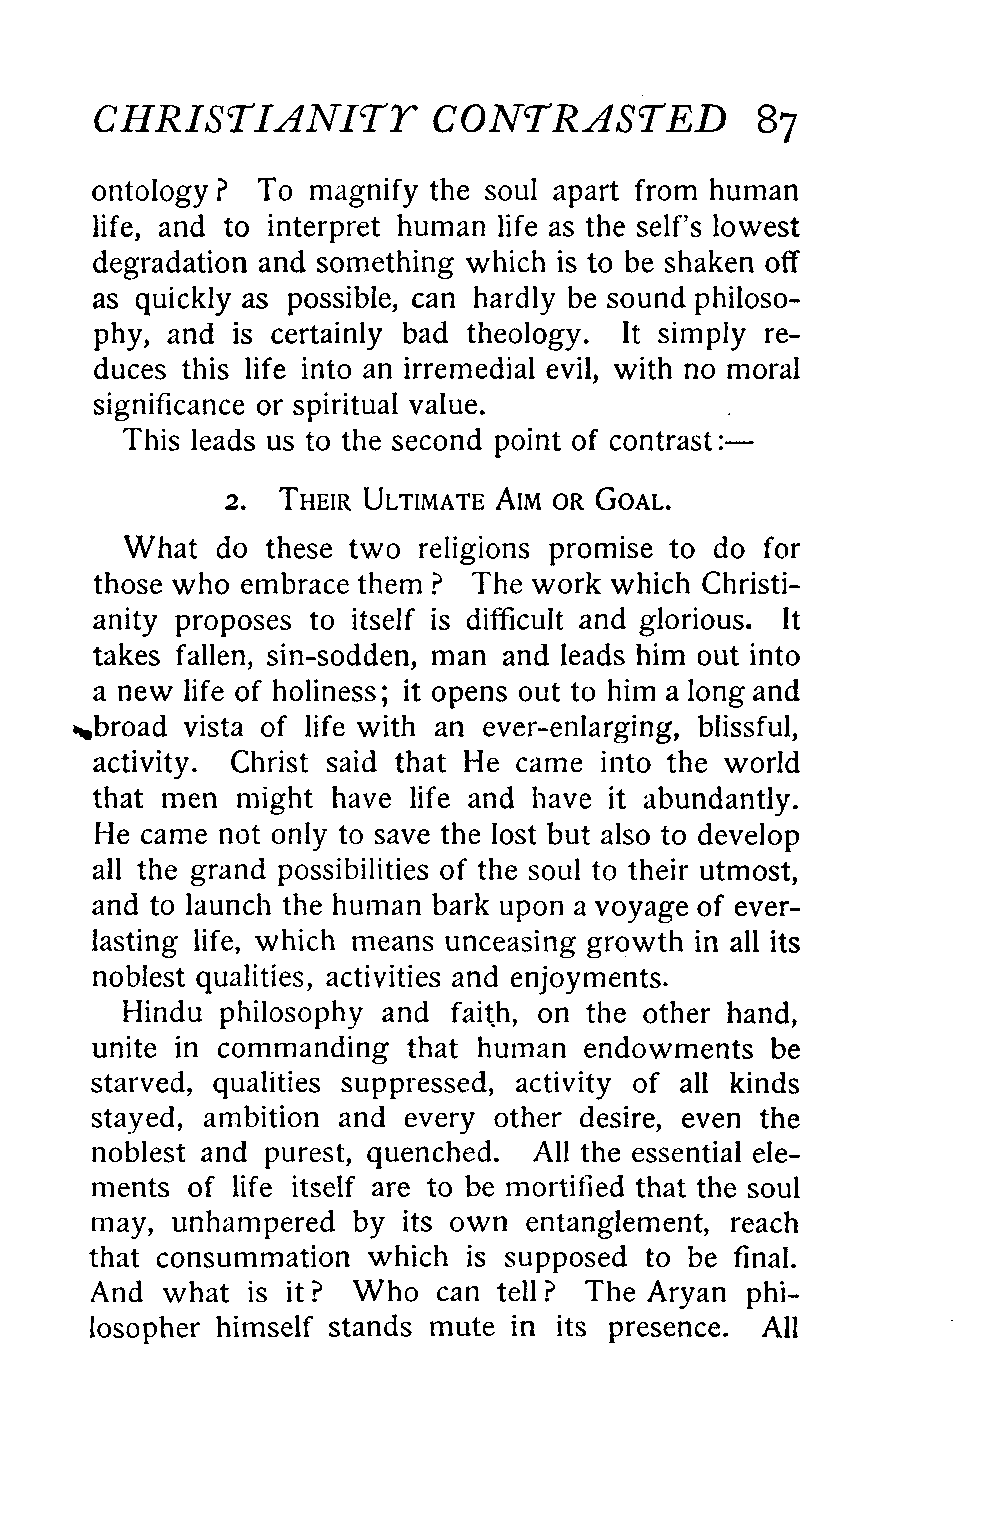 CHRISTIANITY CONTRASTED 87
ontology? To magnify the soul apart from human
life, and to interpret human life as the self's lowest
degradation and something which is to be shaken off
as quickly as possible, can hardly be sound philoso-
phy, and is certainly bad theology. It simply re-
duces this life into an irremedial evil, with no moral
significance or spiritual value.
This leads us to the second point of contrast:—
2. THEIR ULTIMATE AIM OR GOAL.
What do these two religions promise to do for
those who embrace them? The work which Christi-
anity proposes to itself is difficult and glorious. It
takes fallen, sin-sodden, man and leads him out into
a new life of holiness; it opens out to him a long and
broad vista of life with an ever-enlarging, blissful,
activity. Christ said that He came into the world
that men might have life and have it abundantly.
He came not only to save the lost but also to develop
all the grand possibilities of the soul to their utmost,
and to launch the human bark upon a voyage of ever-
lasting life, which means unceasing growth in all its
noblest qualities, activities and enjoyments.
Hindu philosophy and faith, on the other hand,
unite in commanding that human endowments be
starved, qualities suppressed, activity of all kinds
stayed, ambition and every other desire, even the
noblest and purest, quenched. All the essential ele-
ments of life itself are to be mortified that the soul
may, unhampered by its own entanglement, reach
that consummation which is supposed to be final.
And what is it? Who can tell? The Aryan phi-
losopher himself stands mute in its presence. All